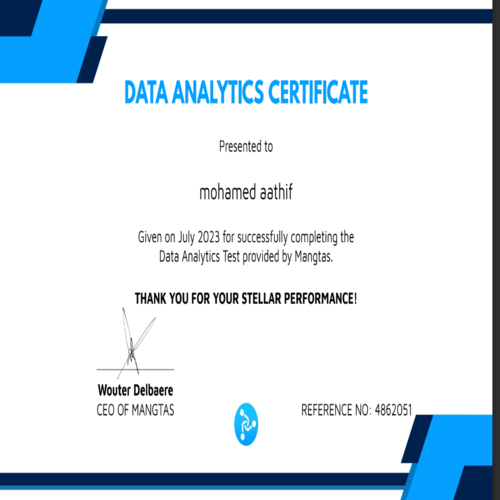 DATA ANALYTICS CERTIFICATE
Presented to
mohamed aathif
Given on July 2023 for successfully completing the
Data Analytics Test provided by Mangtas.
THANK YOU FOR YOUR STELLAR PERFORMANCE!
Wouter Delbaere
CEO OF MANGTAS
REFERENCE NO: 4862051